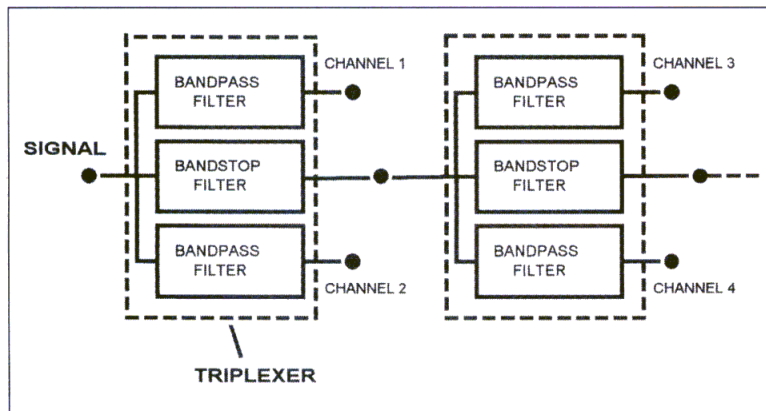 CHANNEL 1
BANDPASS
FILTER
SIGNAL
BANDSTOP
FILTER
BANDPASS
FILTER
CHANNEL 2
TRIPLEXER
CHANNEL 3
BANDPASS
FILTER
BANDSTOP
FILTER
BANDPASS
FILTER
CHANNEL 4